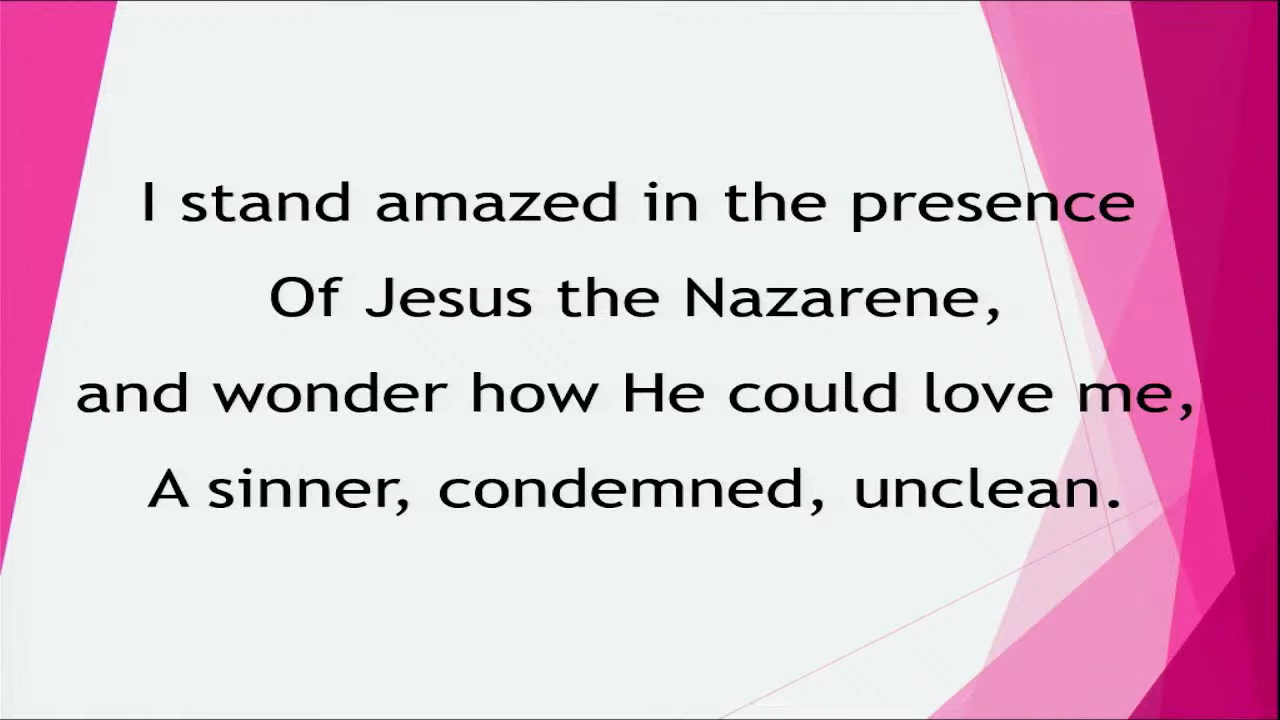 I stand amazed in the presence
Of Jesus the Nazarene,
and wonder how He could love me,
A sinner, condemned, unclean.